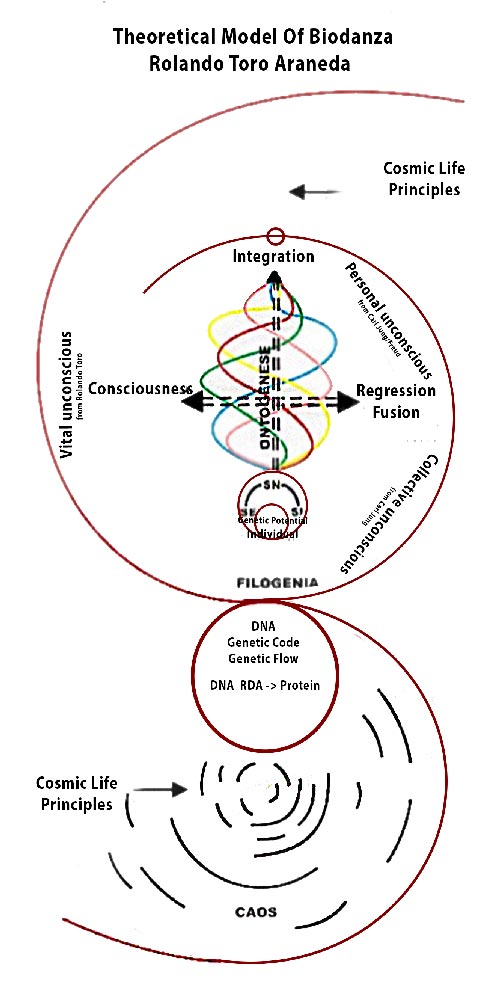 Theoretical Model Of Biodanza
Rolando Toro Araneda
Cosmic Life
Principles
Integration
Personal unconscious
from Carl Jung/Freud
Vital unconscious
from Rolando Toro
Consciousness
ONTOGENESE
Regression
Fusion
Collective unconscious
from Carl Jung
SN
SE
SI
Genetic Potential
Individual
FILOGENIA
DNA
Genetic Code
Genetic Flow
DNA RDA -> Protein
Cosmic Life
Principles
CAOS